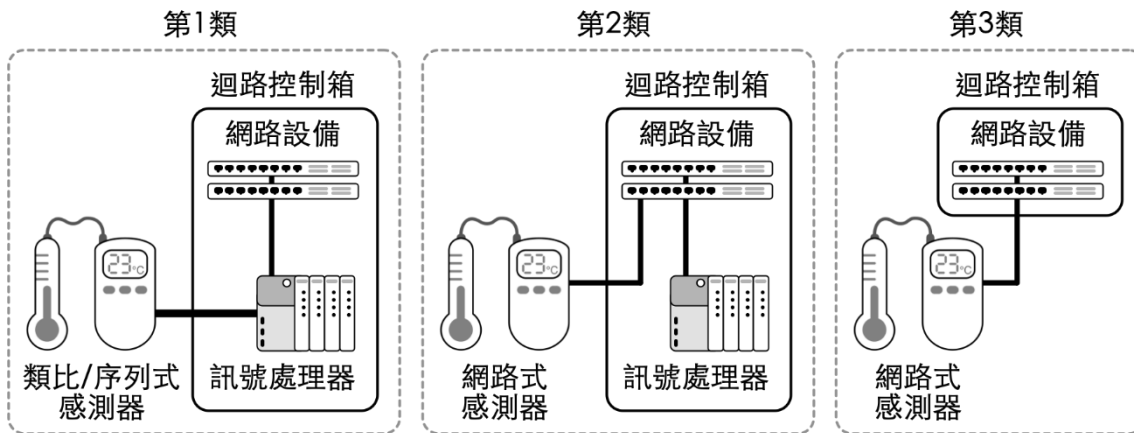 第1類
迴路控制箱
網路設備
23°C
類比/序列式
感測器
訊號處理器
第2類
迴路控制箱
網路設備
23°C
網路式
感測器
訊號處理器
第3類
迴路控制箱
網路設備
23°C
網路式
感測器